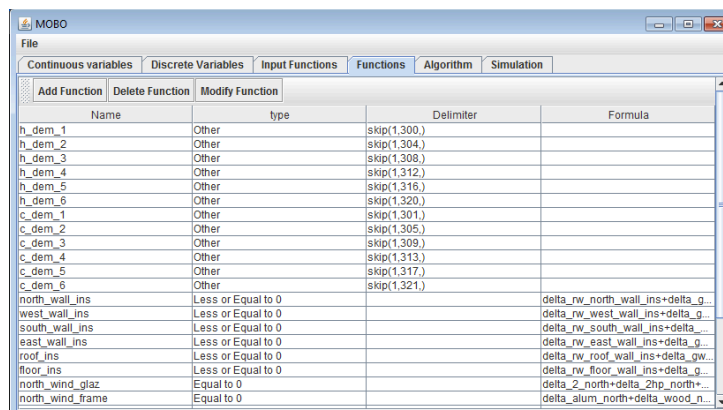 MOBO
File
Continuous variables Discrete Variables Input Functions Functions Algorithm Simulation
Add Function Delete Function Modify Function
Name type Delimiter Formula
h_dem_1 Other skip(1,300,)
h_dem_2 Other skip(1,304,)
h_dem_3 Other skip(1,308,)
h_dem_4 Other skip(1,312,)
h_dem_5 Other skip(1,316,)
h_dem_6 Other skip(1,320,)
c_dem_1 Other skip(1,301,)
c_dem_2 Other skip(1,305,)
c_dem_3 Other skip(1,309,)
c_dem_4 Other skip(1,313,)
c_dem_5 Other skip(1,317,)
c_dem_6 Other skip(1,321,)
north_wall_ins Less or Equal to 0 delta_rw_north_wall_ins+delta_g...
west_wall_ins Less or Equal to 0 delta_rw_west_wall_ins+delta_g...
south_wall_ins Less or Equal to 0 delta_rw_south_wall_ins+delta_...
east_wall_ins Less or Equal to 0 delta_rw_east_wall_ins+delta_g...
roof_ins Less or Equal to 0 delta_rw_roof_wall_ins+delta_gw...
floor_ins Less or Equal to 0 delta_rw_floor_wall_ins+delta_g...
north_wind_glaz Equal to 0 delta_2_north+delta_2hp_north+...
north_wind_frame Equal to 0 delta_alum_north+delta_wood_n...